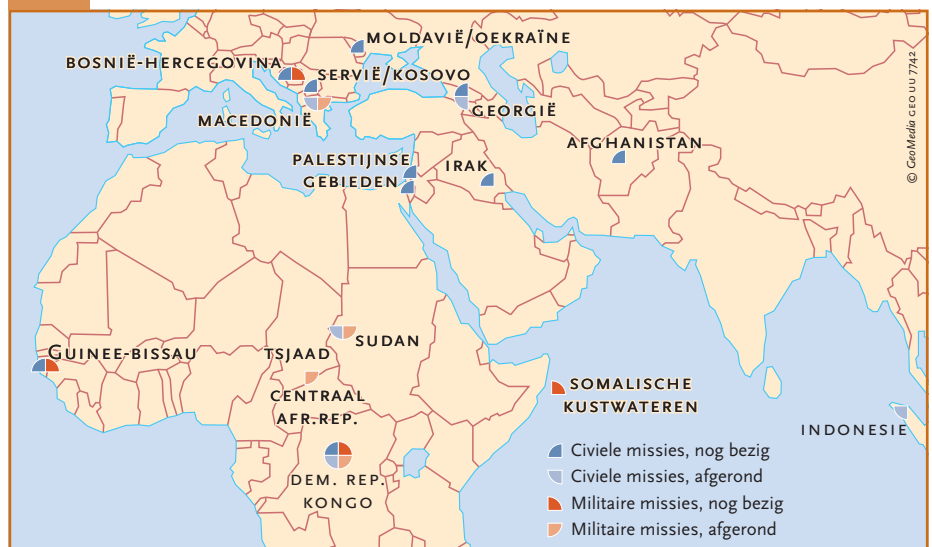 MOLDAVIË/OEKRAÏNE
BOSNIË-HERCEGOVINA
SERVIË/KOSOVO
MACEDONIË
GEORGIË
AFGHANISTAN
PALESTIJNSE
GEBIEDEN
IRAK
© GeoMedia GEO UU 7742
SUDAN
GUINEE-BISSAU
TSJAAD
CENTRAAL
AFR.REP.
SOMALISCHE
KUSTWATEREN
INDONESIE
DEM. REP.
KONGO
Civiele missies, nog bezig
Civiele missies, afgerond
Militaire missies, nog bezig
Militaire missies, afgerond